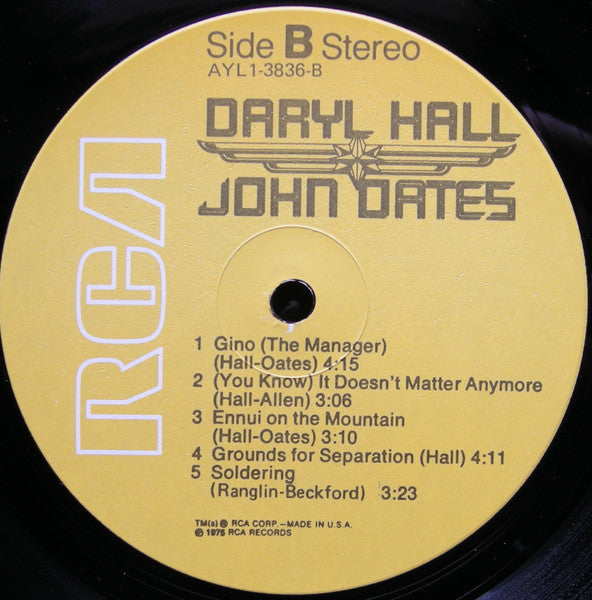 Side B Stereo
AYL1-3836-B
DARYL HALL
JOHN OATES
RCA
1 Gino (The Manager)
(Hall-Oates) 4:15
2 (You Know) It Doesn't Matter Anymore
(Hall-Allen) 3:06
3 Ennui on the Mountain
(Hall-Oates) 3:10
4 Grounds for Separation (Hall) 4:11
5 Soldering
(Ranglin-Beckford) 3:23
TM(s) ® RCA CORP.—MADE IN U.S.A.
℗ 1975 RCA RECORDS